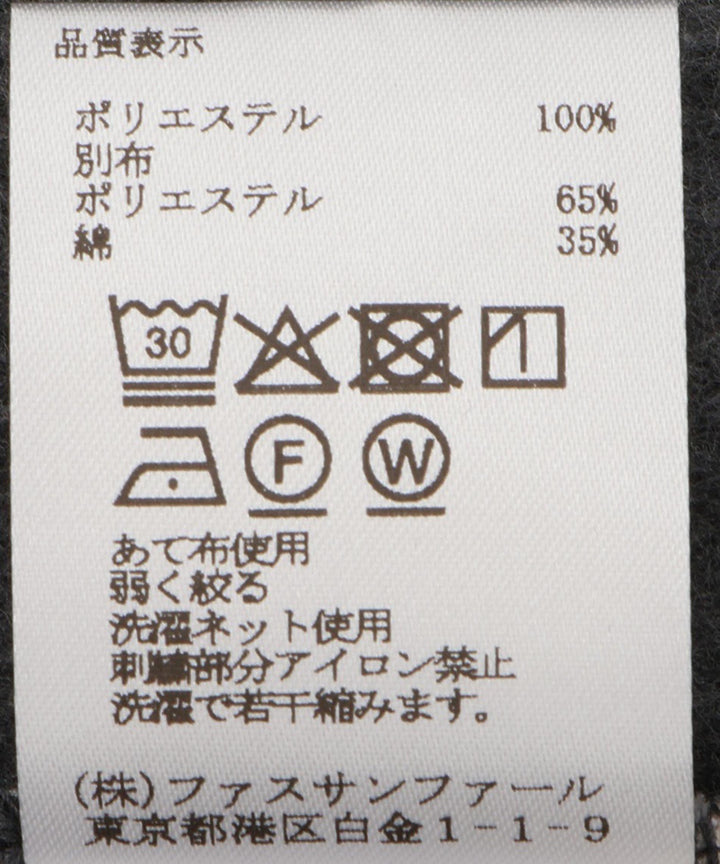 品質表示
ポリエステル 100%
別布
ポリエステル 65%
綿 35%
30
F W
あて布使用
弱く絞る
洗濯ネット使用
刺繍部分アイロン禁止
洗濯で若干縮みます。
(株)ファスサンファール
東京都港区白金1-1-9